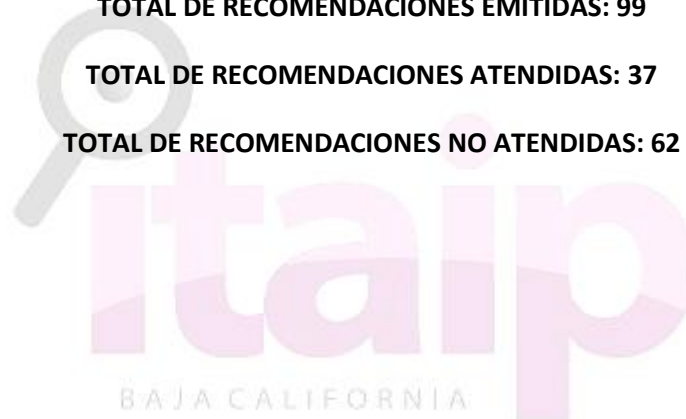 TOTAL DE RECOMENDACIONES EMITIDAS: 99
TOTAL DE RECOMENDACIONES ATENDIDAS: 37
TOTAL DE RECOMENDACIONES NO ATENDIDAS: 62
itaip
BAJA CALIFORNIA